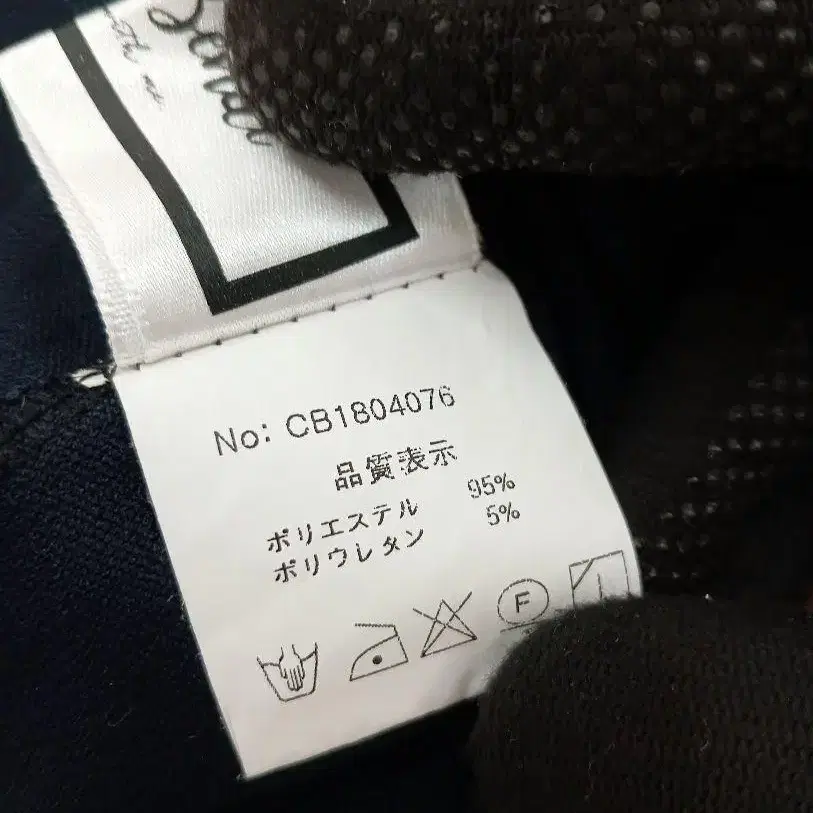 No: CB1804076
品質表示
ポリエステル 95%
ポリウレタン 5%
F